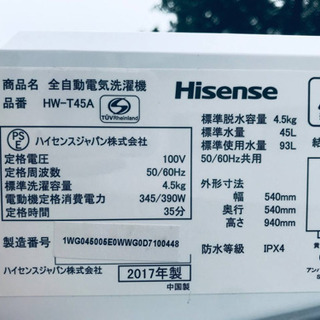 商品名 全自動電気洗濯機
Hisense
品番 HW-T45A
TÜVRheinland
標準脱水容量 4.5kg
標準水量 45L
標準使用水量 93L
50/60Hz共用
PSE
ハイセンスジャパン株式会社
定格電圧 100V
定格周波数 50/60Hz
標準洗濯容量 4.5kg
電動機定格消費電力 345/390W
定格時間 35分
外形寸法
幅 540mm
奥行 540mm
高さ 940mm
製造番号 1WG045005E0WWG0D7100448
防水等級 IPX4
ハイセンスジャパン株式会社
2017年製
中国製
結
アンバ